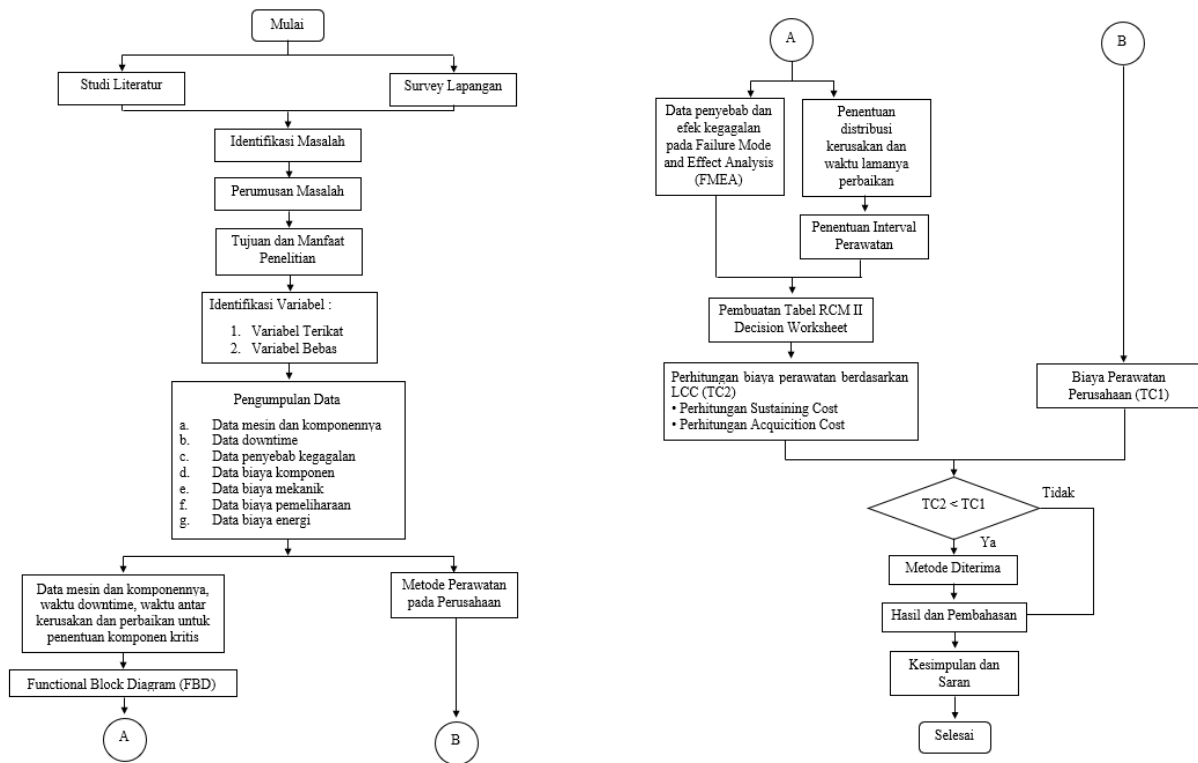 Mulai
Studi Literatur
Survey Lapangan
Identifikasi Masalah
Perumusan Masalah
Tujuan dan Manfaat
Penelitian
Identifikasi Variabel :
1. Variabel Terikat
2. Variabel Bebas
Pengumpulan Data
a. Data mesin dan komponennya
b. Data downtime
c. Data penyebab kegagalan
d. Data biaya komponen
e. Data biaya mekanik
f. Data biaya pemeliharaan
g. Data biaya energi
Data mesin dan komponennya,
waktu downtime, waktu antar
kerusakan dan perbaikan untuk
penentuan komponen kritis
Metode Perawatan
pada Perusahaan
Functional Block Diagram (FBD)
A
B
A
B
Data penyebab dan
efek kegagalan
pada Failure Mode
and Effect Analysis
(FMEA)
Penentuan
distribusi
kerusakan dan
waktu lamanya
perbaikan
Penentuan Interval
Perawatan
Pembuatan Tabel RCM II
Decision Worksheet
Perhitungan biaya perawatan berdasarkan
LCC (TC2)
• Perhitungan Sustaining Cost
• Perhitungan Acquicition Cost
Biaya Perawatan
Perusahaan (TC1)
TC2 < TC1
Tidak
Ya
Metode Diterima
Hasil dan Pembahasan
Kesimpulan dan
Saran
Selesai